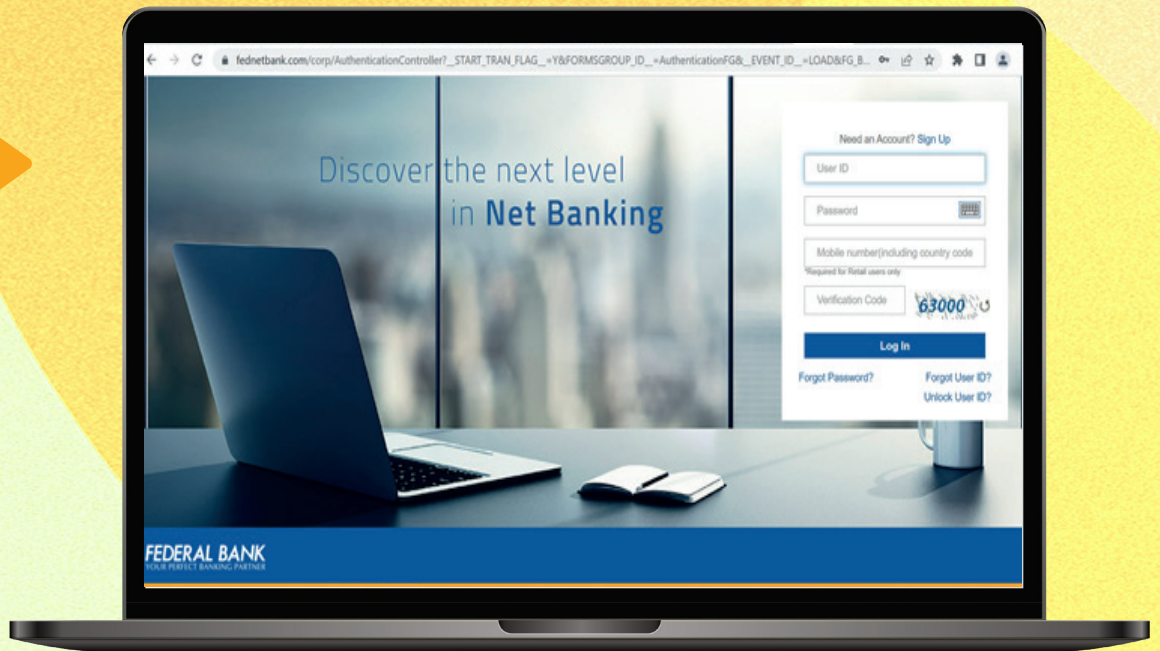 fednetbank.com/corp/AuthenticationController?__START_TRAN_FLAG__=Y&FORMSGROUP_ID__=AuthenticationFG&__EVENT_ID__=LOAD&FG_B...
Discover the next level
in Net Banking
Need an Account? Sign Up
User ID
Password
Mobile number(including country code
*Required for Retail users only
Verification Code
63000
Log In
Forgot Password?
Forgot User ID?
Unlock User ID?
FEDERAL BANK
YOUR PERFECT BANKING PARTNER